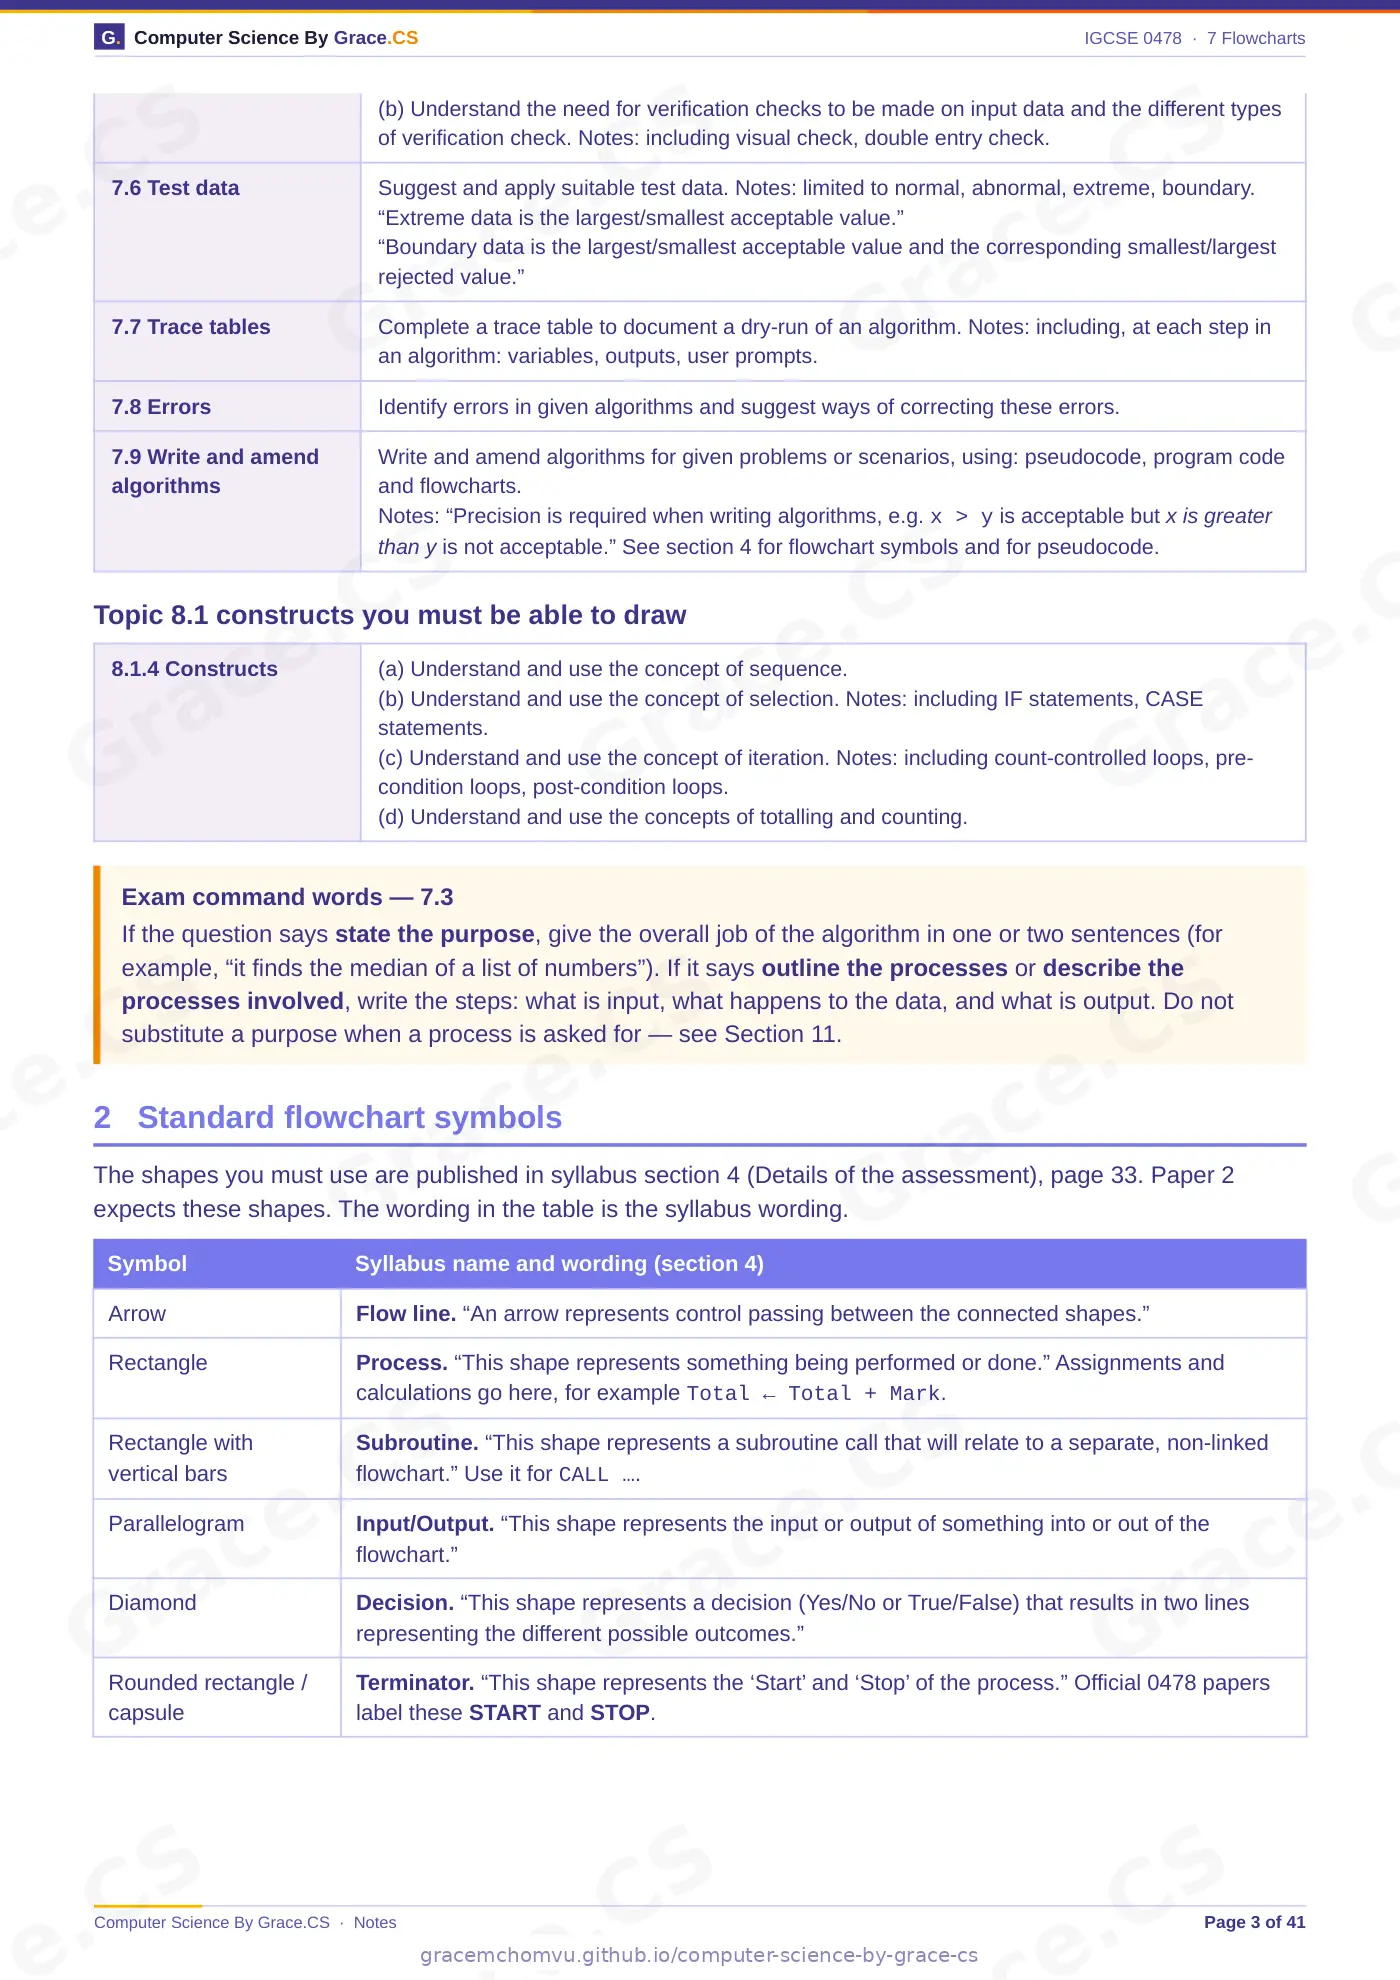 G. Computer Science By Grace.CS
IGCSE 0478 · 7 Flowcharts
(b) Understand the need for verification checks to be made on input data and the different types
of verification check. Notes: including visual check, double entry check.
7.6 Test data
Suggest and apply suitable test data. Notes: limited to normal, abnormal, extreme, boundary.
“Extreme data is the largest/smallest acceptable value.”
“Boundary data is the largest/smallest acceptable value and the corresponding smallest/largest
rejected value.”
7.7 Trace tables
Complete a trace table to document a dry-run of an algorithm. Notes: including, at each step in
an algorithm: variables, outputs, user prompts.
7.8 Errors
Identify errors in given algorithms and suggest ways of correcting these errors.
7.9 Write and amend
algorithms
Write and amend algorithms for given problems or scenarios, using: pseudocode, program code
and flowcharts.
Notes: “Precision is required when writing algorithms, e.g. x > y is acceptable but x is greater
than y is not acceptable.” See section 4 for flowchart symbols and for pseudocode.
Topic 8.1 constructs you must be able to draw
8.1.4 Constructs
(a) Understand and use the concept of sequence.
(b) Understand and use the concept of selection. Notes: including IF statements, CASE
statements.
(c) Understand and use the concept of iteration. Notes: including count-controlled loops, pre-
condition loops, post-condition loops.
(d) Understand and use the concepts of totalling and counting.
Exam command words — 7.3
If the question says state the purpose, give the overall job of the algorithm in one or two sentences (for
example, “it finds the median of a list of numbers”). If it says outline the processes or describe the
processes involved, write the steps: what is input, what happens to the data, and what is output. Do not
substitute a purpose when a process is asked for — see Section 11.
2 Standard flowchart symbols
The shapes you must use are published in syllabus section 4 (Details of the assessment), page 33. Paper 2
expects these shapes. The wording in the table is the syllabus wording.
Symbol
Syllabus name and wording (section 4)
Arrow
Flow line. “An arrow represents control passing between the connected shapes.”
Rectangle
Process. “This shape represents something being performed or done.” Assignments and
calculations go here, for example Total ← Total + Mark.
Rectangle with
vertical bars
Subroutine. “This shape represents a subroutine call that will relate to a separate, non-linked
flowchart.” Use it for CALL ….
Parallelogram
Input/Output. “This shape represents the input or output of something into or out of the
flowchart.”
Diamond
Decision. “This shape represents a decision (Yes/No or True/False) that results in two lines
representing the different possible outcomes.”
Rounded rectangle /
capsule
Terminator. “This shape represents the ‘Start’ and ‘Stop’ of the process.” Official 0478 papers
label these START and STOP.
Computer Science By Grace.CS · Notes
Page 3 of 41
gracemchomvu.github.io/computer-science-by-grace-cs